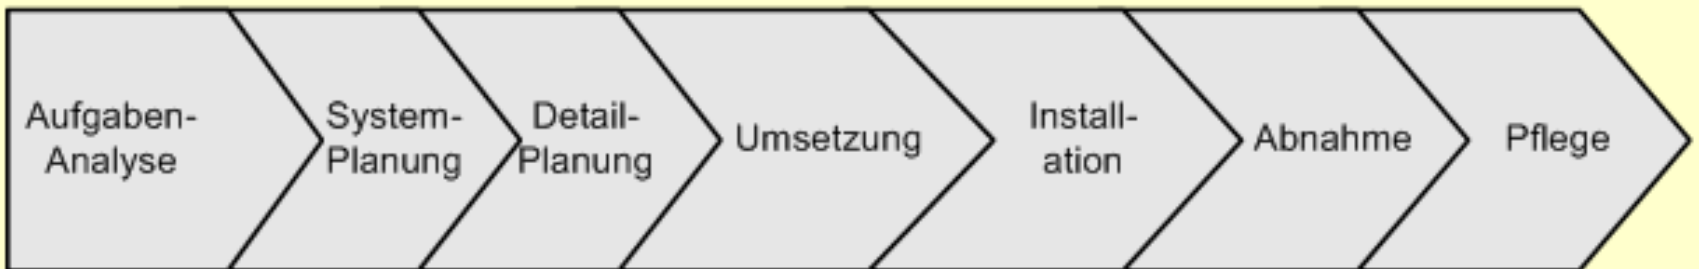 Aufgaben-
Analyse
System-
Planung
Detail-
Planung
Umsetzung
Install-
ation
Abnahme
Pflege